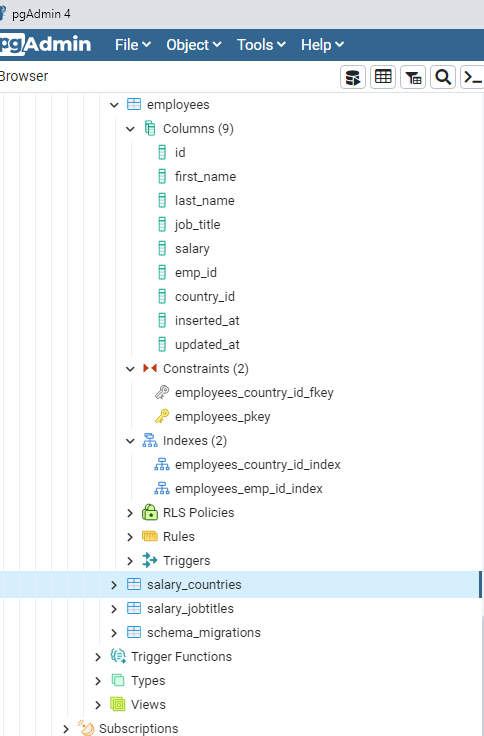 pgAdmin 4
pgAdmin File Object Tools Help
Browser
employees
Columns (9)
id
first_name
last_name
job_title
salary
emp_id
country_id
inserted_at
updated_at
Constraints (2)
employees_country_id_fkey
employees_pkey
Indexes (2)
employees_country_id_index
employees_emp_id_index
RLS Policies
Rules
Triggers
salary_countries
salary_jobtitles
schema_migrations
Trigger Functions
Types
Views
Subscriptions